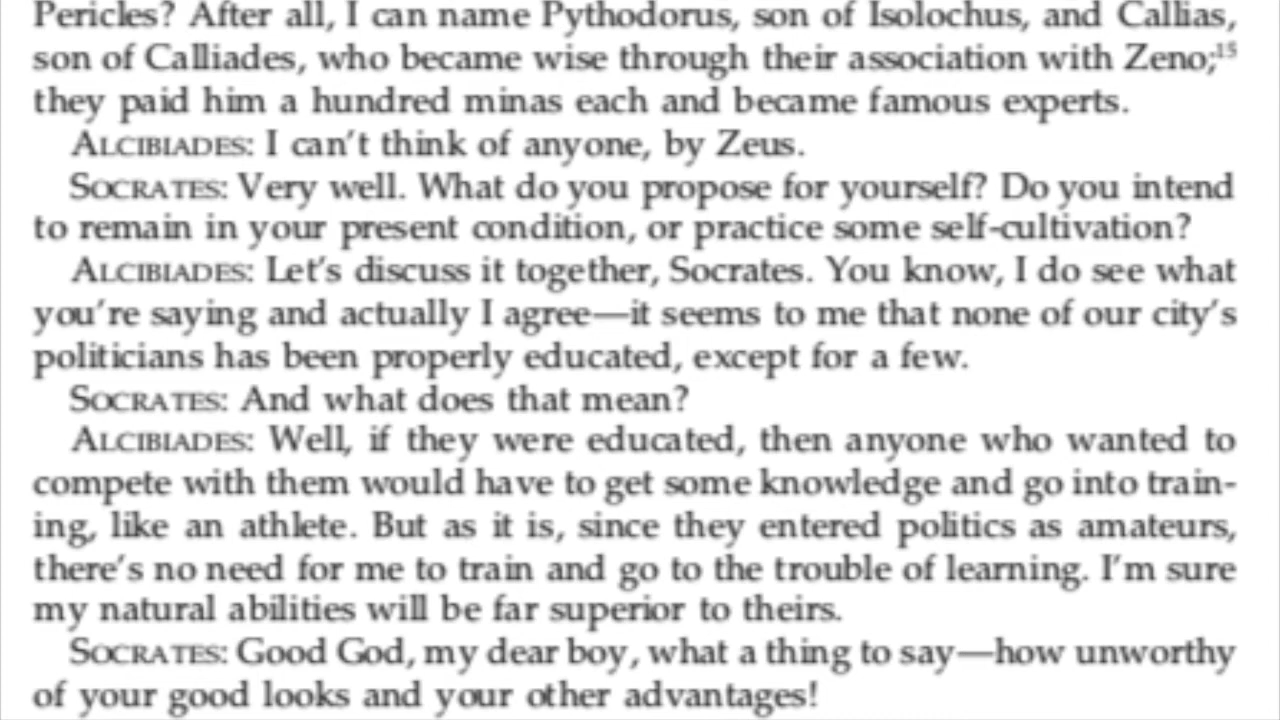 Pericles? After all, I can name Pythodorus, son of Isolochus, and Callias,
son of Calliades, who became wise through their association with Zeno;¹⁵
they paid him a hundred minas each and became famous experts.
ALCIBIADES: I can’t think of anyone, by Zeus.
SOCRATES: Very well. What do you propose for yourself? Do you intend
to remain in your present condition, or practice some self-cultivation?
ALCIBIADES: Let’s discuss it together, Socrates. You know, I do see what
you’re saying and actually I agree—it seems to me that none of our city’s
politicians has been properly educated, except for a few.
SOCRATES: And what does that mean?
ALCIBIADES: Well, if they were educated, then anyone who wanted to
compete with them would have to get some knowledge and go into train-
ing, like an athlete. But as it is, since they entered politics as amateurs,
there’s no need for me to train and go to the trouble of learning. I’m sure
my natural abilities will be far superior to theirs.
SOCRATES: Good God, my dear boy, what a thing to say—how unworthy
of your good looks and your other advantages!